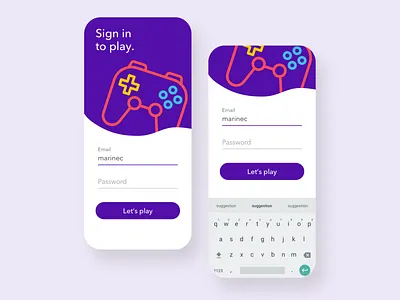 Sign in
to play.
Email
marinec
Password
Let's play
Email
marinec
Password
Let's play
suggestion suggestion suggestion
q w e r t y u i o p
a s d f g h j k l
z x c v b n m
?123 , .